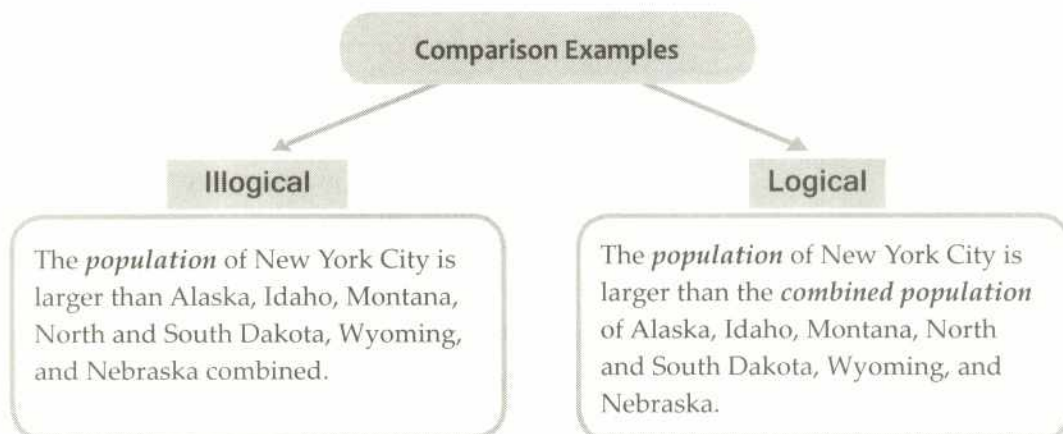 Comparison Examples
Illogical
The population of New York City is
larger than Alaska, Idaho, Montana,
North and South Dakota, Wyoming,
and Nebraska combined.
Logical
The population of New York City is
larger than the combined population
of Alaska, Idaho, Montana, North
and South Dakota, Wyoming, and
Nebraska.